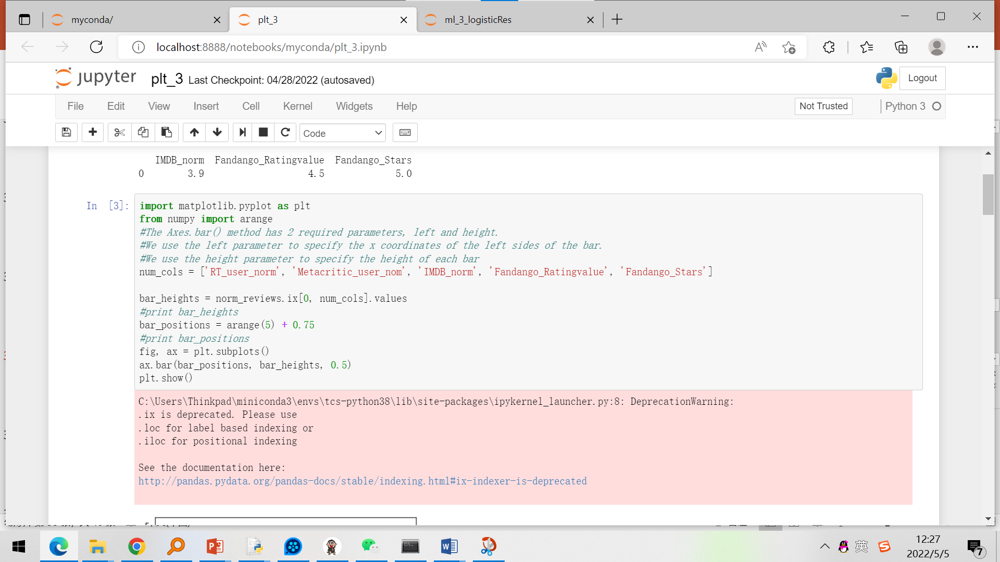 myconda/
plt_3
ml_3_logisticRes
localhost:8888/notebooks/myconda/plt_3.ipynb
jupyter plt_3 Last Checkpoint: 04/28/2022 (autosaved)
Logout
File Edit View Insert Cell Kernel Widgets Help
Not Trusted
Python 3
Code
IMDB_norm Fandango_Ratingvalue Fandango_Stars
0 3.9 4.5 5.0
In [3]:
import matplotlib.pyplot as plt
from numpy import arange
#The Axes.bar() method has 2 required parameters, left and height.
#We use the left parameter to specify the x coordinates of the left sides of the bar.
#We use the height parameter to specify the height of each bar
num_cols = ['RT_user_norm', 'Metacritic_user_nom', 'IMDB_norm', 'Fandango_Ratingvalue', 'Fandango_Stars']
bar_heights = norm_reviews.ix[0, num_cols].values
#print bar_heights
bar_positions = arange(5) + 0.75
#print bar_positions
fig, ax = plt.subplots()
ax.bar(bar_positions, bar_heights, 0.5)
plt.show()
C:\Users\Thinkpad\miniconda3\envs\tcs-python38\lib\site-packages\ipykernel_launcher.py:8: DeprecationWarning:
.ix is deprecated. Please use
.loc for label based indexing or
.iloc for positional indexing
See the documentation here:
http://pandas.pydata.org/pandas-docs/stable/indexing.html#ix-indexer-is-deprecated
英
12:27
2022/5/5
7